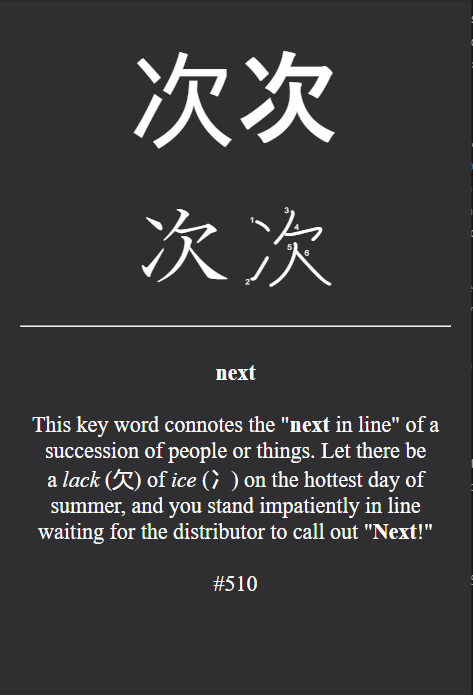 次次
次次
1 2 3 4 5 6
next
This key word connotes the "next in line" of a
succession of people or things. Let there be
a lack (欠) of ice (冫) on the hottest day of
summer, and you stand impatiently in line
waiting for the distributor to call out "Next!"
#510